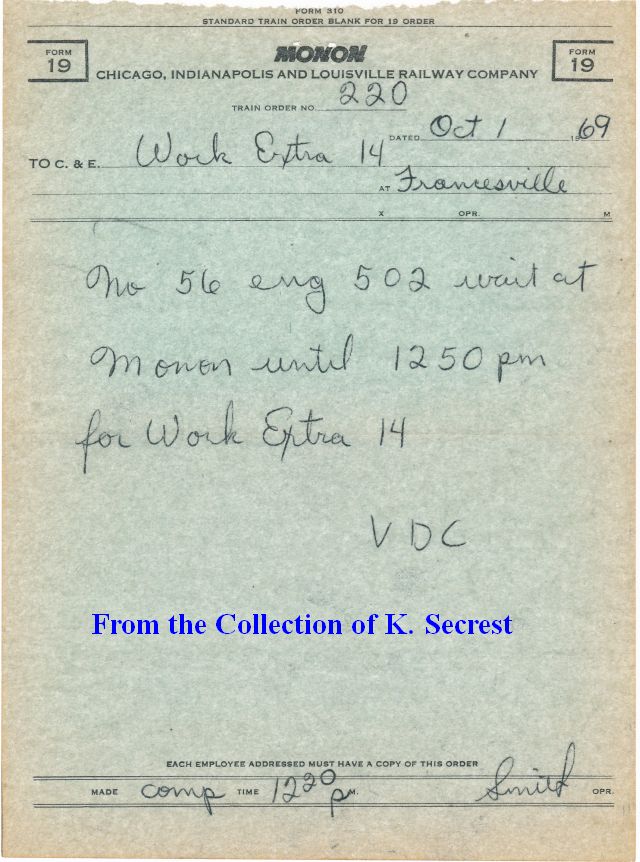 FORM 310
STANDARD TRAIN ORDER BLANK FOR 19 ORDER
FORM 19
MONON
FORM 19
CHICAGO, INDIANAPOLIS AND LOUISVILLE RAILWAY COMPANY
TRAIN ORDER NO. 220
DATED Oct 1 1969
TO C. & E. Work Extra 14
AT Francesville
X OPR. M
No 56 eng 502 wait at
Monon until 1250 pm
for Work Extra 14
VDC
From the Collection of K. Secrest
EACH EMPLOYEE ADDRESSED MUST HAVE A COPY OF THIS ORDER
MADE comp TIME 1220 p M. Smith OPR.